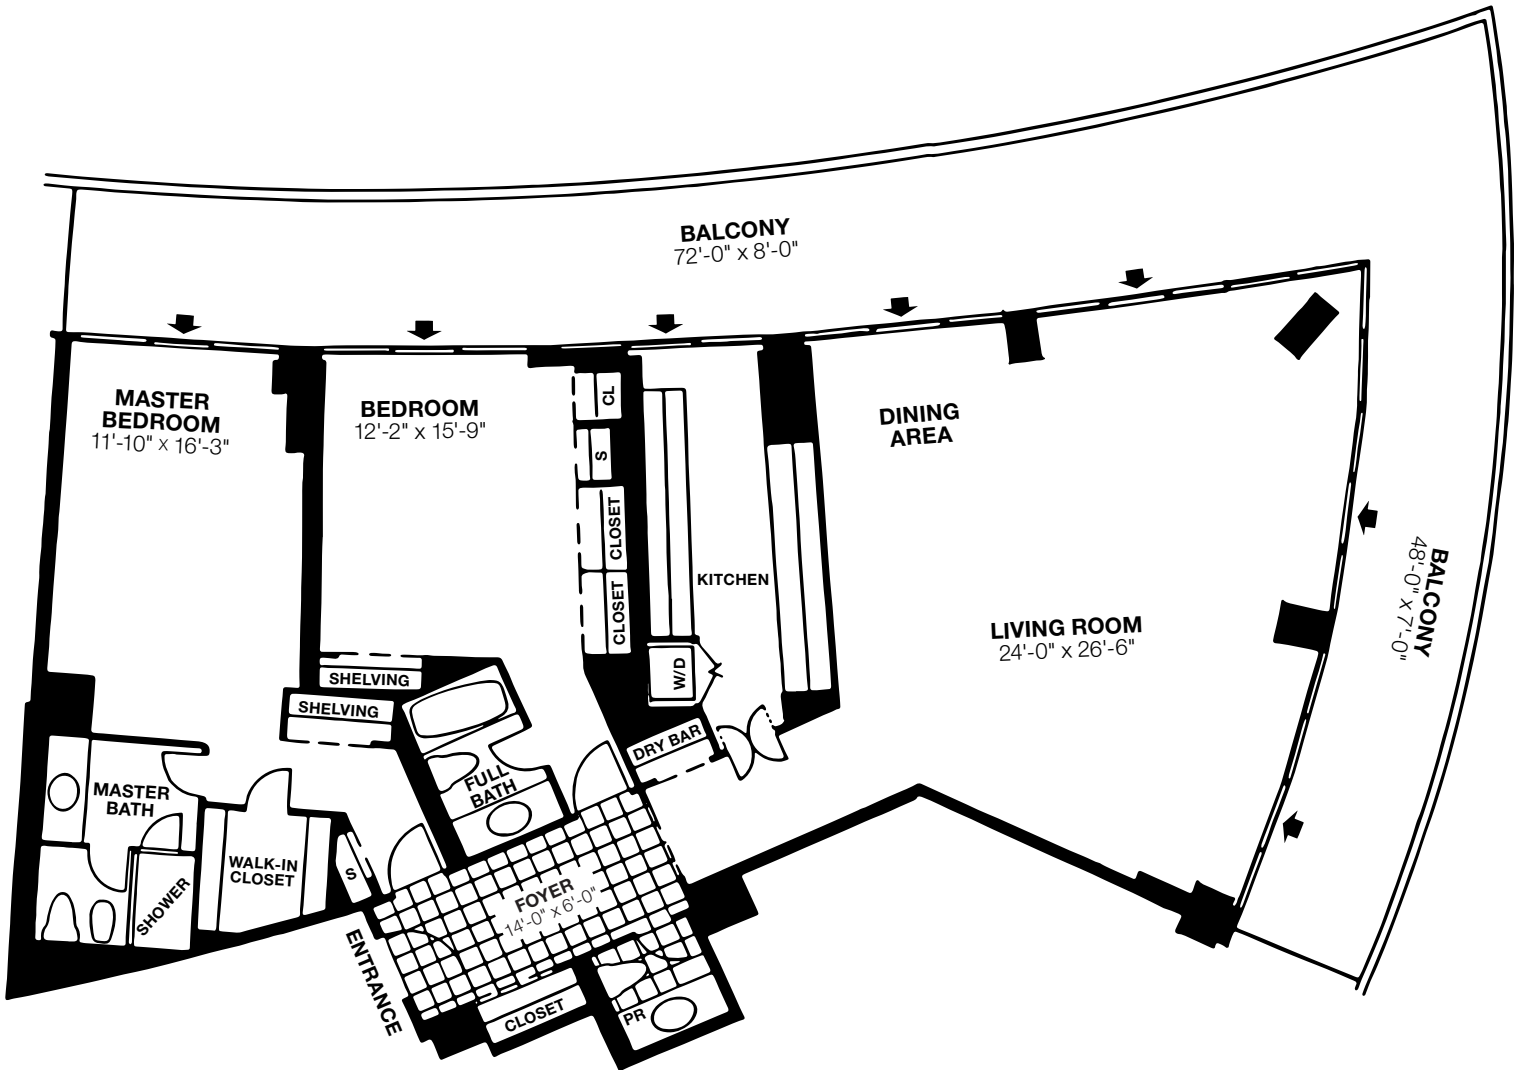 BALCONY
72'-0" x 8'-0"
MASTER
BEDROOM
11'-10" x 16'-3"
BEDROOM
12'-2" x 15'-9"
CL
S
CLOSET
CLOSET
DINING
AREA
KITCHEN
LIVING ROOM
24'-0" x 26'-6"
BALCONY
48'-0" x 7'-0"
W/D
SHELVING
SHELVING
DRY BAR
MASTER
BATH
FULL
BATH
WALK-IN
CLOSET
S
SHOWER
FOYER
14'-0" x 6'-0"
ENTRANCE
CLOSET
PR